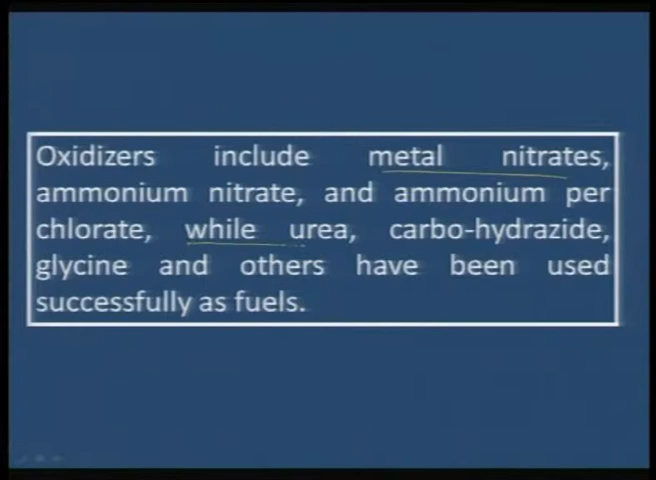 Oxidizers include metal nitrates,
ammonium nitrate, and ammonium per
chlorate, while urea, carbo-hydrazide,
glycine and others have been used
successfully as fuels.